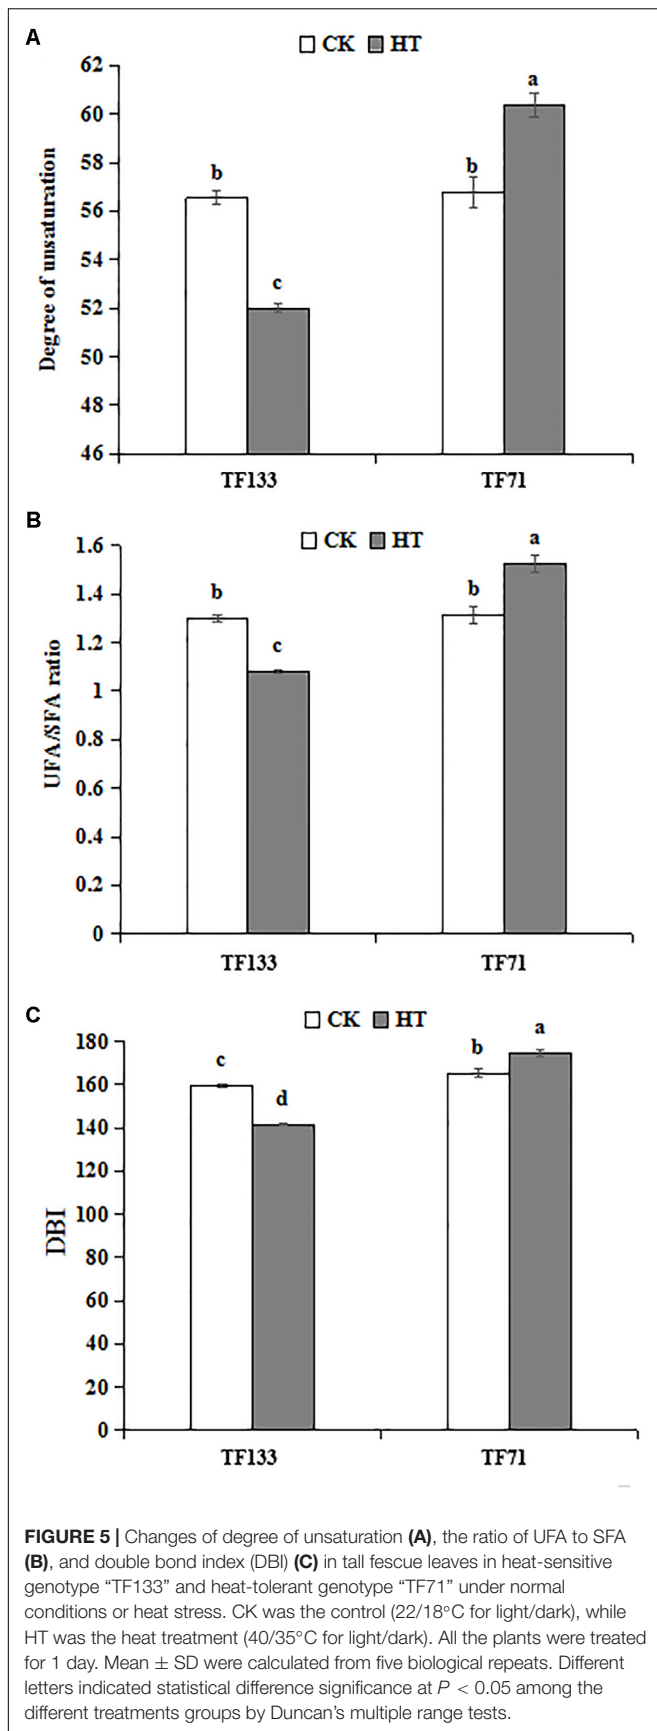 A
CK HT
62
60
58
56
54
52
50
48
46
Degree of unsaturation
b
c
b
a
TF133 TF71
B
CK HT
1.6
1.4
1.2
1
0.8
0.6
0.4
0.2
0
UFA/SFA ratio
b
c
b
a
TF133 TF71
C
CK HT
180
160
140
120
100
80
60
40
20
0
DBI
c
d
b
a
TF133 TF71
FIGURE 5 | Changes of degree of unsaturation (A), the ratio of UFA to SFA
(B), and double bond index (DBI) (C) in tall fescue leaves in heat-sensitive
genotype “TF133” and heat-tolerant genotype “TF71” under normal
conditions or heat stress. CK was the control (22/18°C for light/dark), while
HT was the heat treatment (40/35°C for light/dark). All the plants were treated
for 1 day. Mean ± SD were calculated from five biological repeats. Different
letters indicated statistical difference significance at P < 0.05 among the
different treatments groups by Duncan’s multiple range tests.